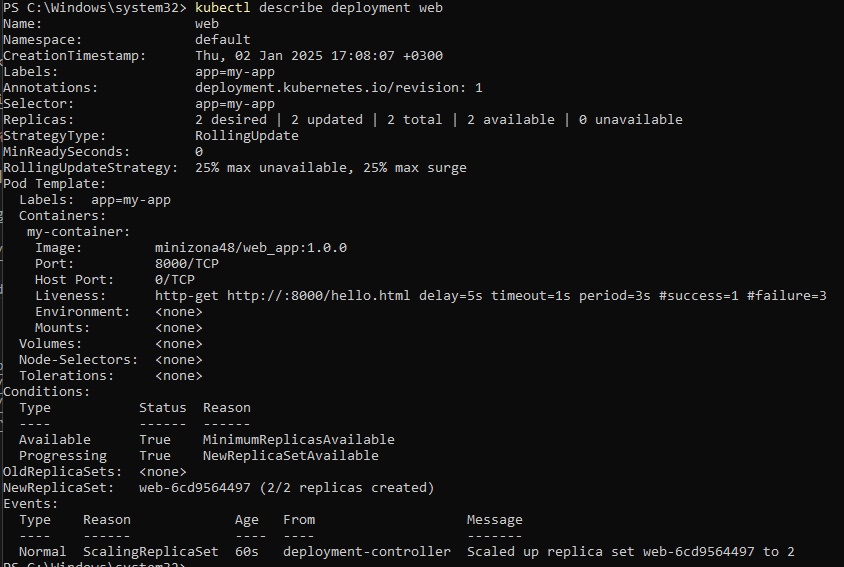 PS C:\Windows\system32> kubectl describe deployment web
Name:                   web
Namespace:              default
CreationTimestamp:      Thu, 02 Jan 2025 17:08:07 +0300
Labels:                 app=my-app
Annotations:            deployment.kubernetes.io/revision: 1
Selector:               app=my-app
Replicas:               2 desired | 2 updated | 2 total | 2 available | 0 unavailable
StrategyType:           RollingUpdate
MinReadySeconds:        0
RollingUpdateStrategy:  25% max unavailable, 25% max surge
Pod Template:
  Labels:  app=my-app
  Containers:
   my-container:
    Image:         minizona48/web_app:1.0.0
    Port:          8000/TCP
    Host Port:     0/TCP
    Liveness:      http-get http://:8000/hello.html delay=5s timeout=1s period=3s #success=1 #failure=3
    Environment:   <none>
    Mounts:        <none>
  Volumes:         <none>
  Node-Selectors:  <none>
  Tolerations:     <none>
Conditions:
  Type           Status  Reason
  ----           ------  ------
  Available      True    MinimumReplicasAvailable
  Progressing    True    NewReplicaSetAvailable
OldReplicaSets:  <none>
NewReplicaSet:   web-6cd9564497 (2/2 replicas created)
Events:
  Type    Reason             Age   From                   Message
  ----    ------             ----  ----                   -------
  Normal  ScalingReplicaSet  60s   deployment-controller  Scaled up replica set web-6cd9564497 to 2
PS C:\Windows\system32>